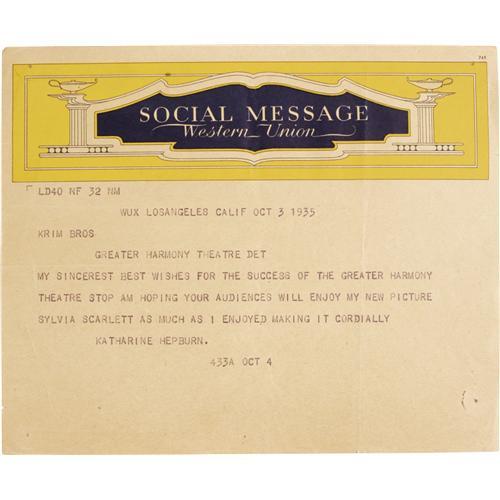 741
SOCIAL MESSAGE
Western Union
LD40 NF 32 NM
WUX LOSANGELES CALIF OCT 3 1935
KRIM BROS
GREATER HARMONY THEATRE DET
MY SINCEREST BEST WISHES FOR THE SUCCESS OF THE GREATER HARMONY
THEATRE STOP AM HOPING YOUR AUDIENCES WILL ENJOY MY NEW PICTURE
SYLVIA SCARLETT AS MUCH AS I ENJOYED MAKING IT CORDIALLY
KATHARINE HEPBURN.
433A OCT 4